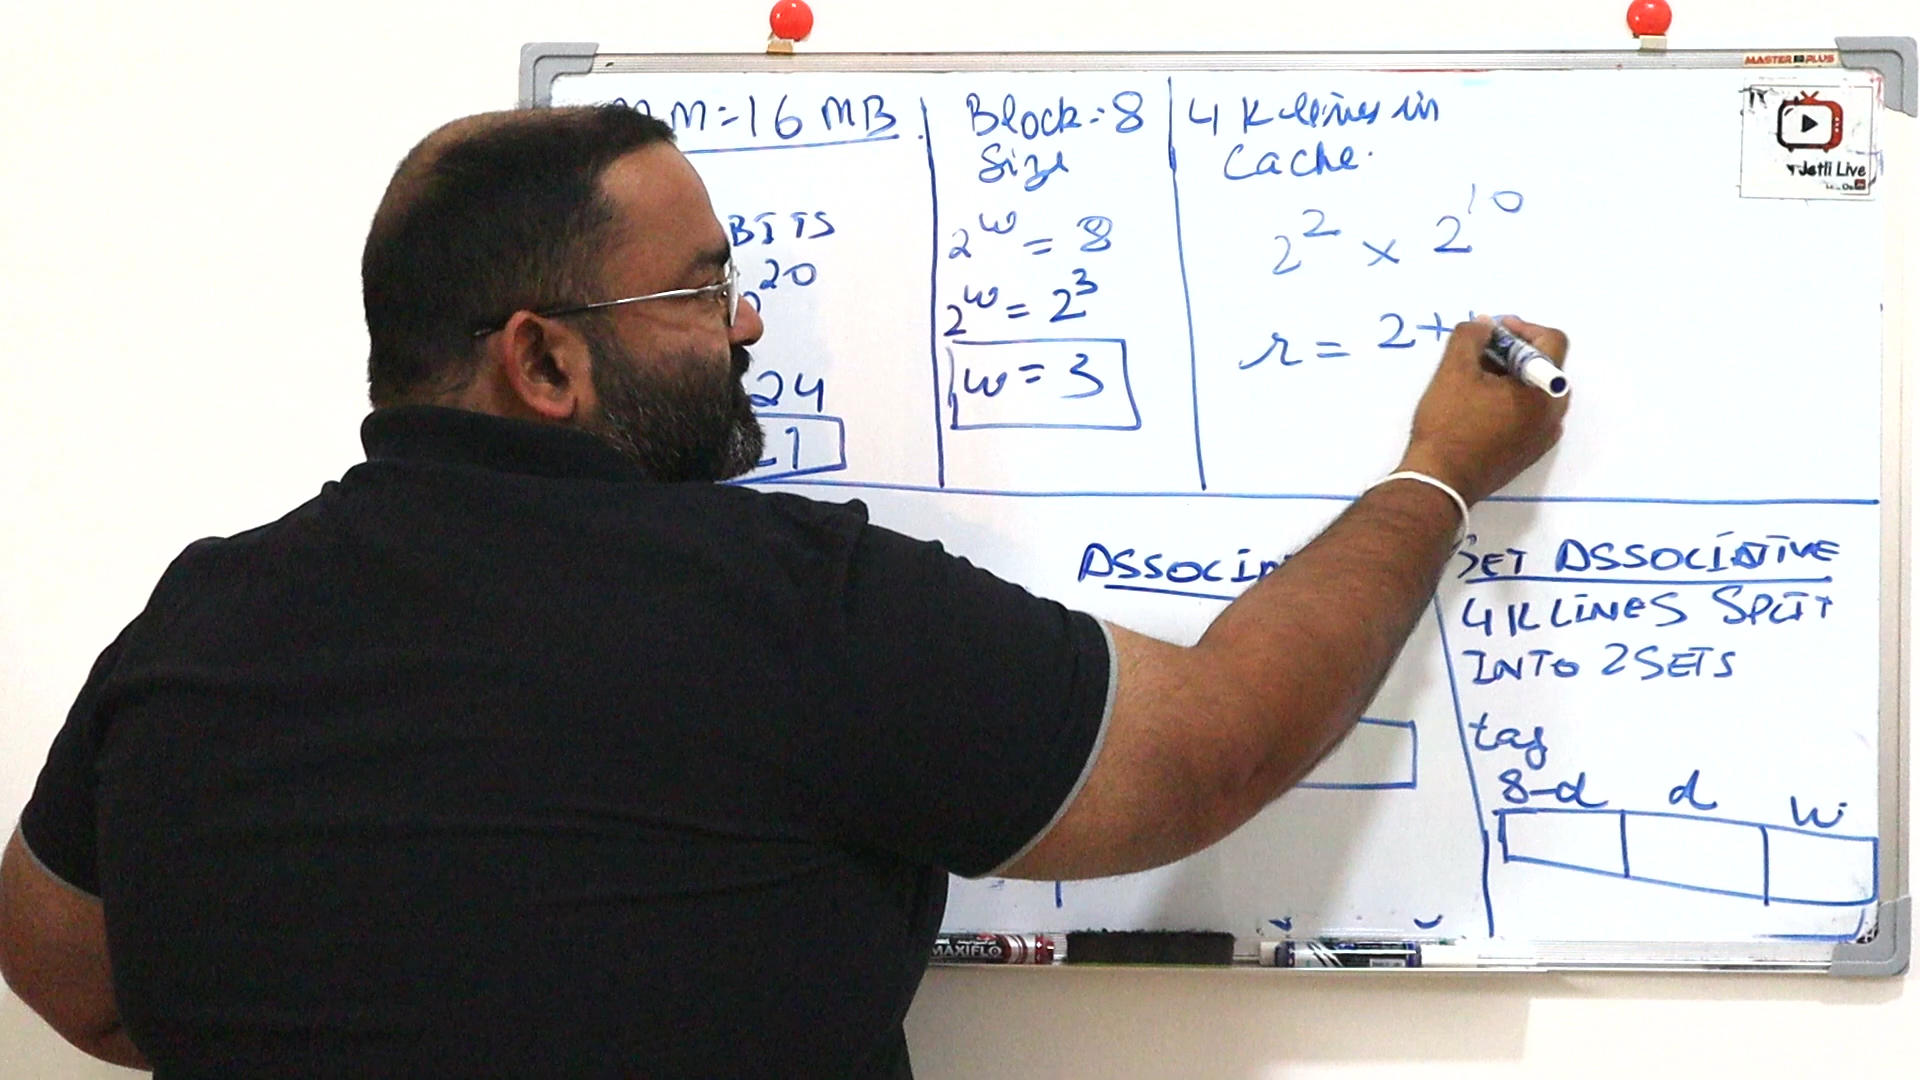 MM=16 MB
BITS
20
24
Block=8
Size
2^w = 8
2^w = 2^3
w = 3
4 K lines in
Cache.
2^2 x 2^10
r = 2+
ASSOCI
SET ASSOCIATIVE
4K LINES SPLIT
INTO 2 SETS
tag
8-d d w
MASTER PLUS
Jetli Live
MAXIFLO